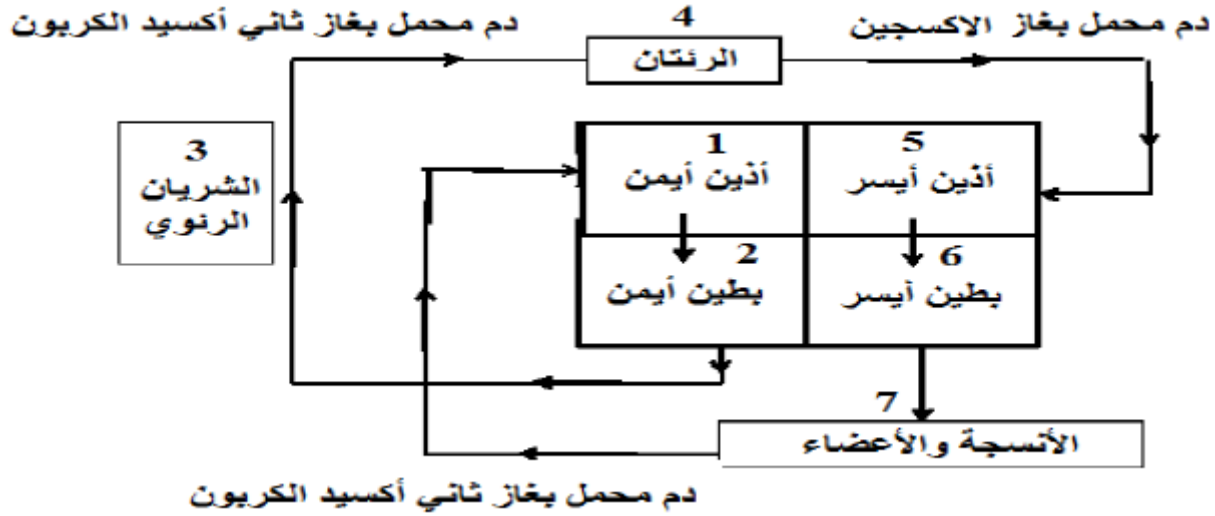 4
دم محمل بغاز ثاني أكسيد الكربون
دم محمل بغاز الاكسجين
الرئتان
3
الشريان
الرئوي
1
أذين أيمن
5
أذين أيسر
2
بطين أيمن
6
بطين أيسر
7
الأنسجة والأعضاء
دم محمل بغاز ثاني أكسيد الكربون